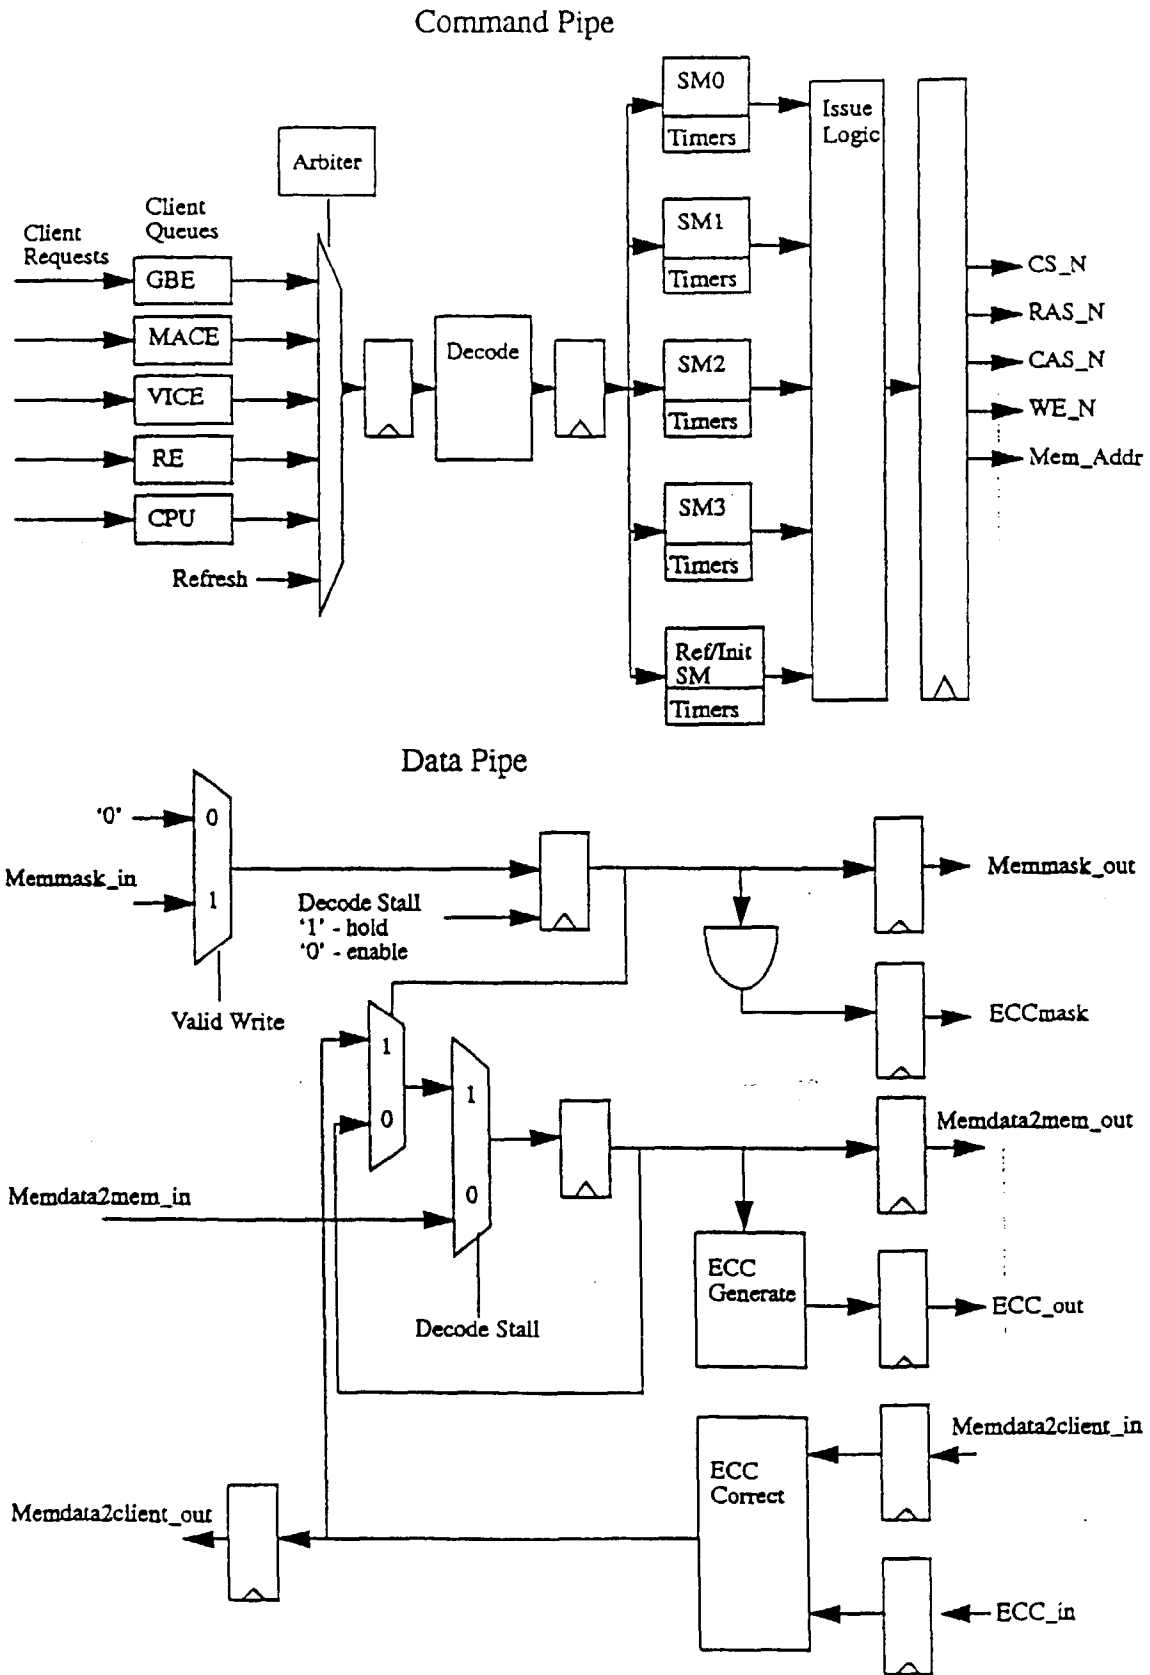 Command Pipe
SM0
Timers
Issue
Logic
Arbiter
Client
Requests
Client
Queues
SM1
Timers
GBE
CS_N
MACE
RAS_N
Decode
SM2
Timers
CAS_N
VICE
WE_N
RE
Mem_Addr
CPU
SM3
Timers
Refresh
Ref/Init
SM
Timers
Data Pipe
'0'
0
Memmask_in
1
Memmask_out
Decode Stall
'1' - hold
'0' - enable
Valid Write
ECCmask
1
0
1
0
Memdata2mem_out
Memdata2mem_in
Decode Stall
ECC
Generate
ECC_out
Memdata2client_in
ECC
Correct
Memdata2client_out
ECC_in